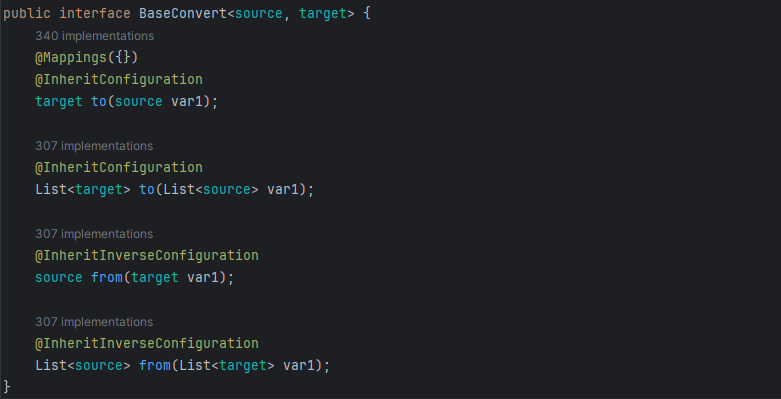 public interface BaseConvert<source, target> {
340 implementations
@Mappings({})
@InheritConfiguration
target to(source var1);
307 implementations
@InheritConfiguration
List<target> to(List<source> var1);
307 implementations
@InheritInverseConfiguration
source from(target var1);
307 implementations
@InheritInverseConfiguration
List<source> from(List<target> var1);
}